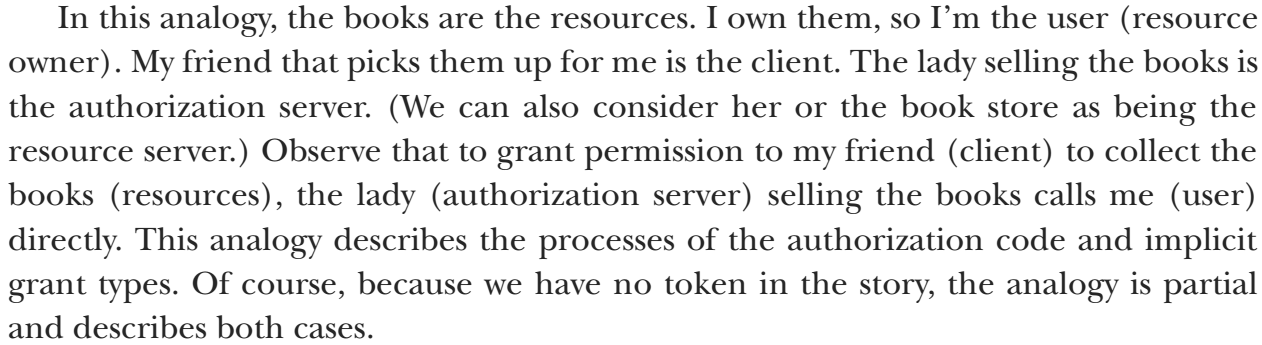 In this analogy, the books are the resources. I own them, so I’m the user (resource
owner). My friend that picks them up for me is the client. The lady selling the books is
the authorization server. (We can also consider her or the book store as being the
resource server.) Observe that to grant permission to my friend (client) to collect the
books (resources), the lady (authorization server) selling the books calls me (user)
directly. This analogy describes the processes of the authorization code and implicit
grant types. Of course, because we have no token in the story, the analogy is partial
and describes both cases.